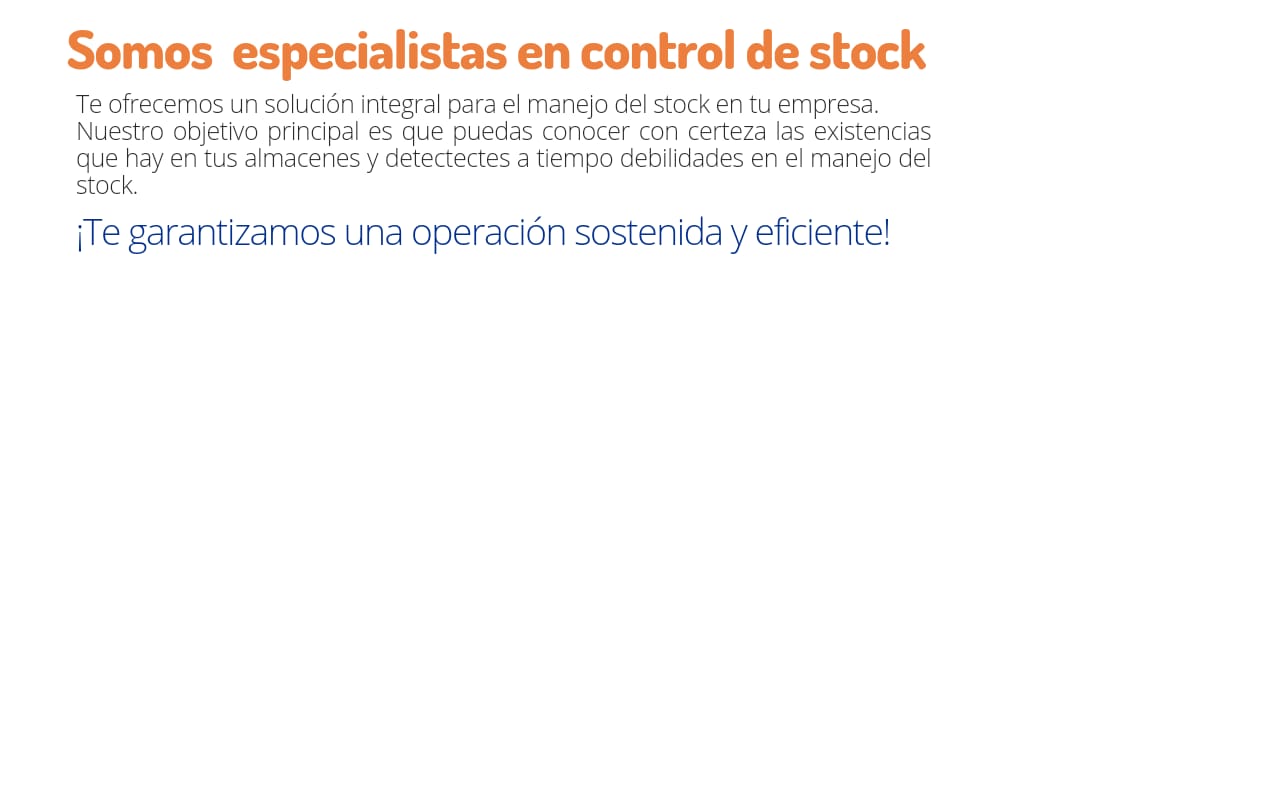 Somos  especialistas en control de stock
Te ofrecemos un solución integral para el manejo del stock en tu empresa.
Nuestro objetivo principal es que puedas conocer con certeza las existencias
que hay en tus almacenes y detectectes a tiempo debilidades en el manejo del
stock.
¡Te garantizamos una operación sostenida y eficiente!